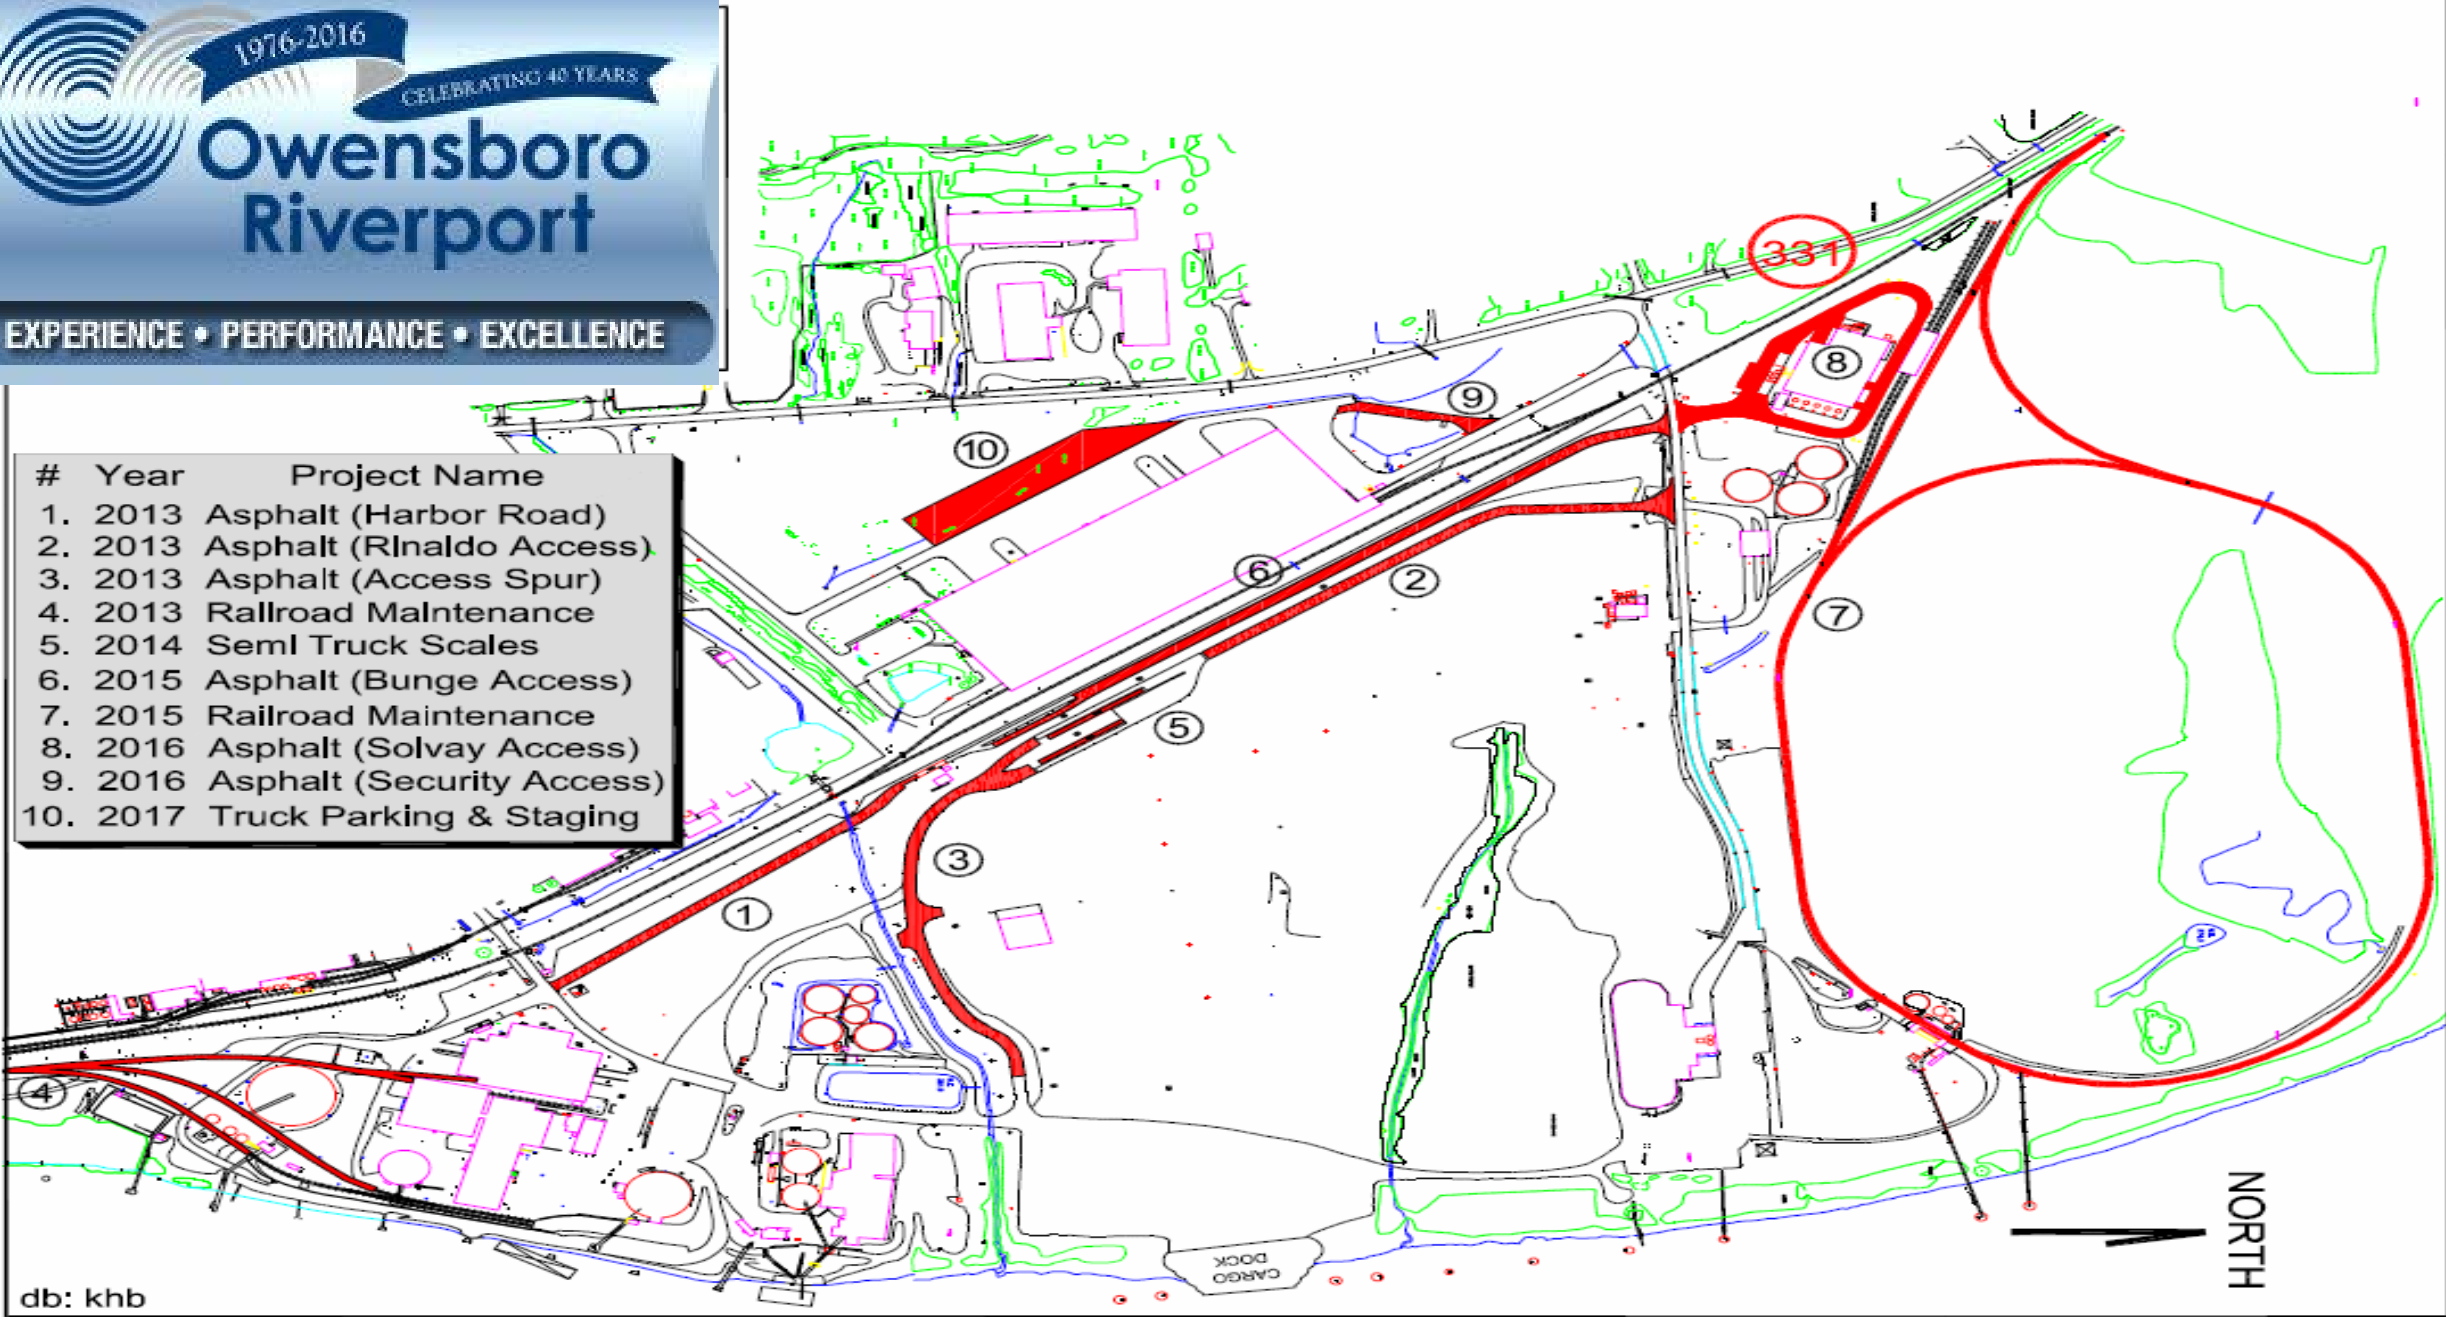 1976-2016
CELEBRATING 40 YEARS
Owensboro
Riverport
EXPERIENCE • PERFORMANCE • EXCELLENCE
# Year Project Name
1. 2013 Asphalt (Harbor Road)
2. 2013 Asphalt (RInaldo Access)
3. 2013 Asphalt (Access Spur)
4. 2013 RaIlroad MaIntenance
5. 2014 SemI Truck Scales
6. 2015 Asphalt (Bunge Access)
7. 2015 Railroad Maintenance
8. 2016 Asphalt (Solvay Access)
9. 2016 Asphalt (Security Access)
10. 2017 Truck Parking & Staging
331
8
9
10
6
2
7
5
3
1
4
CARGO
DOCK
NORTH
db: khb